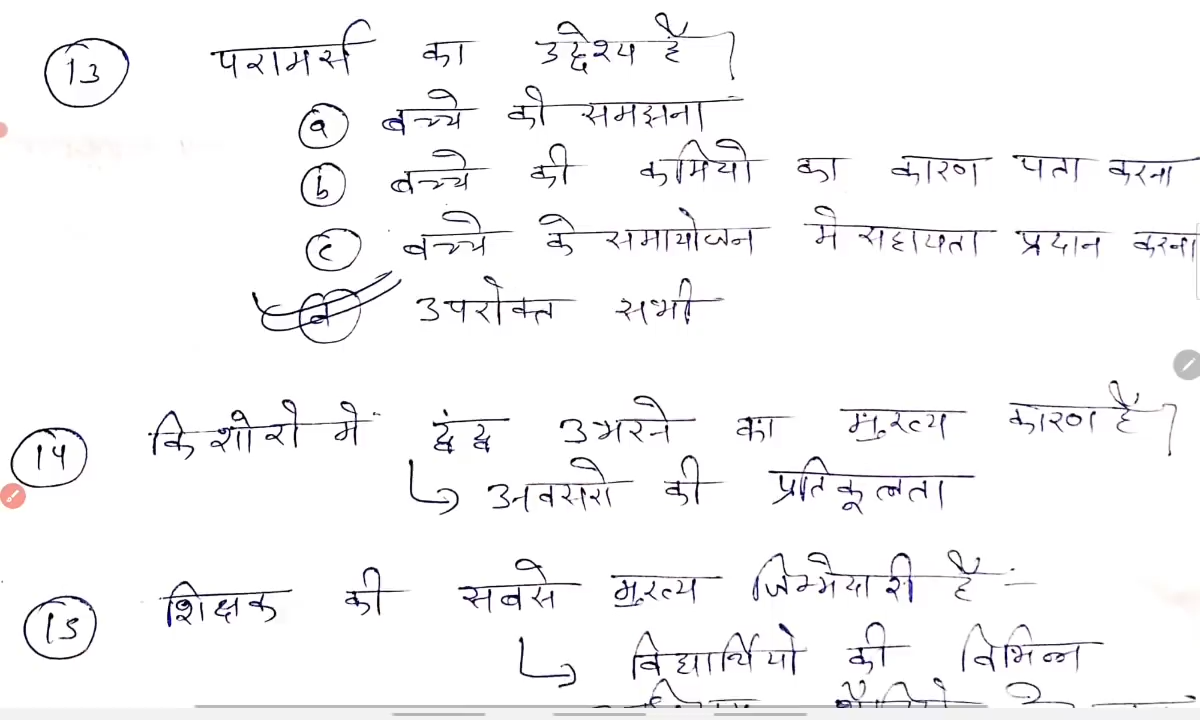 13 परामर्स का उद्देश्य है?
a बच्चे को समझना
b बच्चे की कमियो का कारण पता करना
c बच्चे के समायोजन मे सहायता प्रदान करना
d उपरोक्त सभी
14 किशोरो में द्वंद्व उभरने का मुख्य कारण है?
अवसरो की प्रतिकूलता
15 शिक्षक की सबसे मुख्य जिम्मेदारी है :-
विद्यार्थियो की विभिन्न